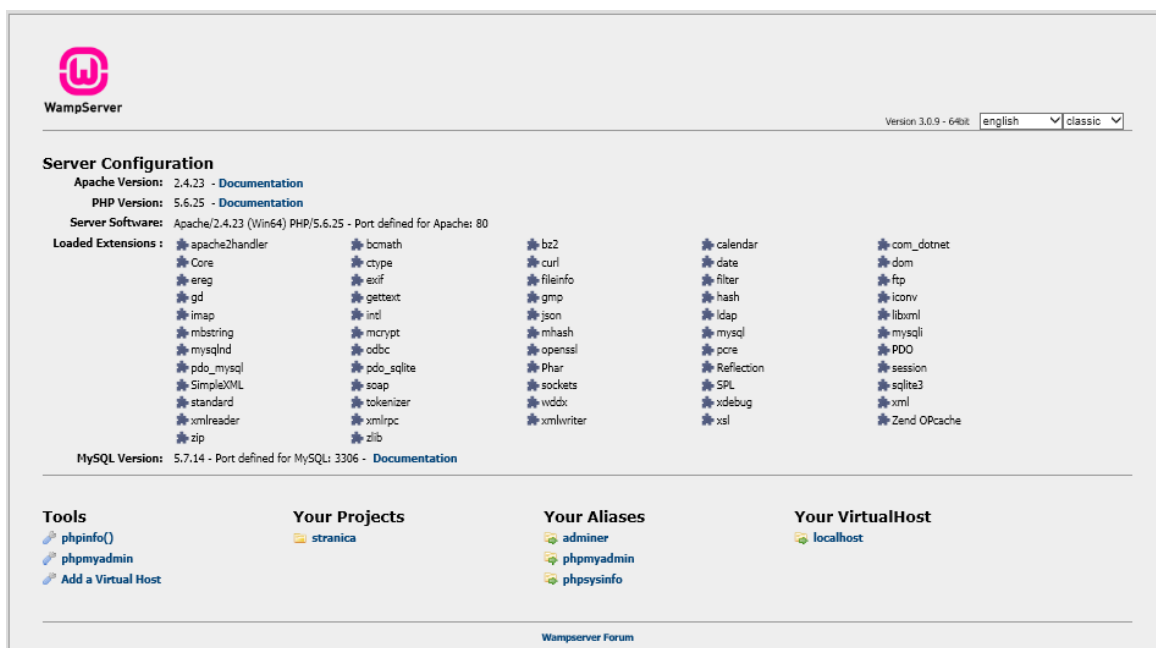 WampServer
Version 3.0.9 - 64bit english classic
Server Configuration
Apache Version: 2.4.23 - Documentation
PHP Version: 5.6.25 - Documentation
Server Software: Apache/2.4.23 (Win64) PHP/5.6.25 - Port defined for Apache: 80
Loaded Extensions : apache2handler bcmath bz2 calendar com_dotnet
Core ctype curl date dom
ereg exif fileinfo filter ftp
gd gettext gmp hash iconv
imap intl json ldap libxml
mbstring mcrypt mhash mysql mysqli
mysqlnd odbc openssl pcre PDO
pdo_mysql pdo_sqlite Phar Reflection session
SimpleXML soap sockets SPL sqlite3
standard tokenizer wddx xdebug xml
xmlreader xmlrpc xmlwriter xsl Zend OPcache
zip zlib
MySQL Version: 5.7.14 - Port defined for MySQL: 3306 - Documentation
Tools Your Projects Your Aliases Your VirtualHost
phpinfo() stranica adminer localhost
phpmyadmin phpmyadmin
Add a Virtual Host phpsysinfo
Wampserver Forum